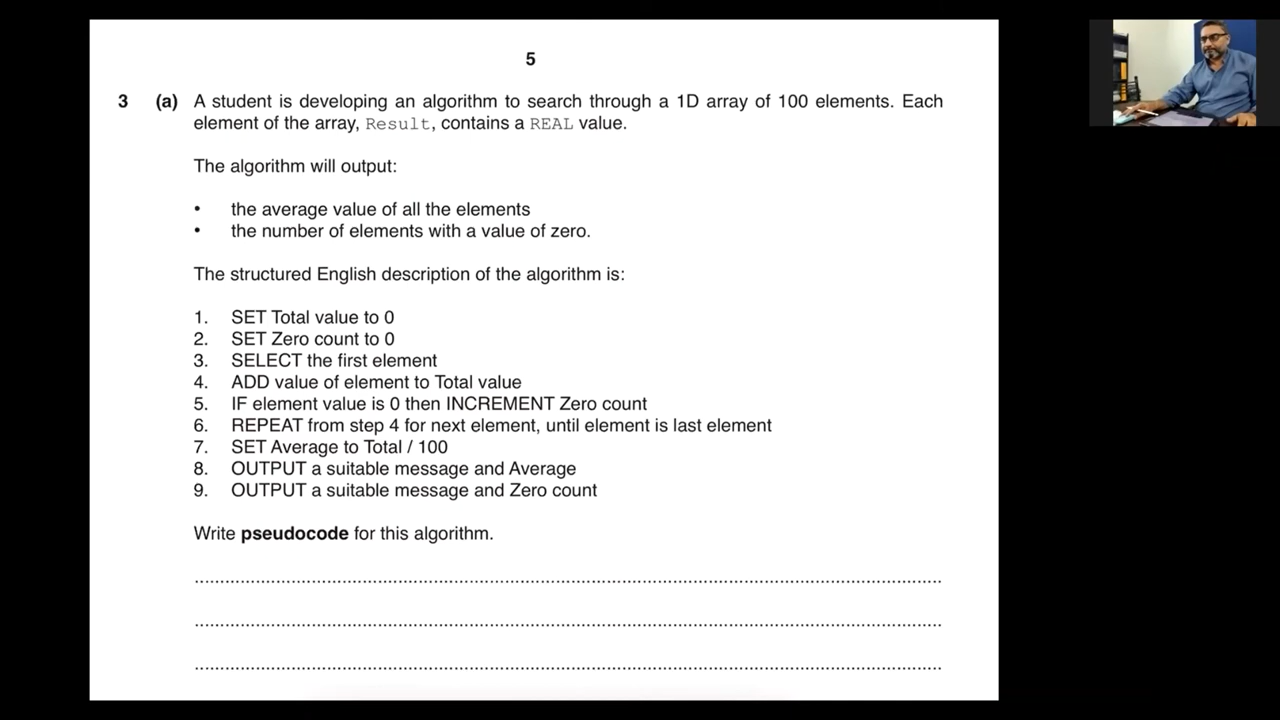 5
3 (a) A student is developing an algorithm to search through a 1D array of 100 elements. Each
element of the array, Result, contains a REAL value.
The algorithm will output:
• the average value of all the elements
• the number of elements with a value of zero.
The structured English description of the algorithm is:
1. SET Total value to 0
2. SET Zero count to 0
3. SELECT the first element
4. ADD value of element to Total value
5. IF element value is 0 then INCREMENT Zero count
6. REPEAT from step 4 for next element, until element is last element
7. SET Average to Total / 100
8. OUTPUT a suitable message and Average
9. OUTPUT a suitable message and Zero count
Write pseudocode for this algorithm.